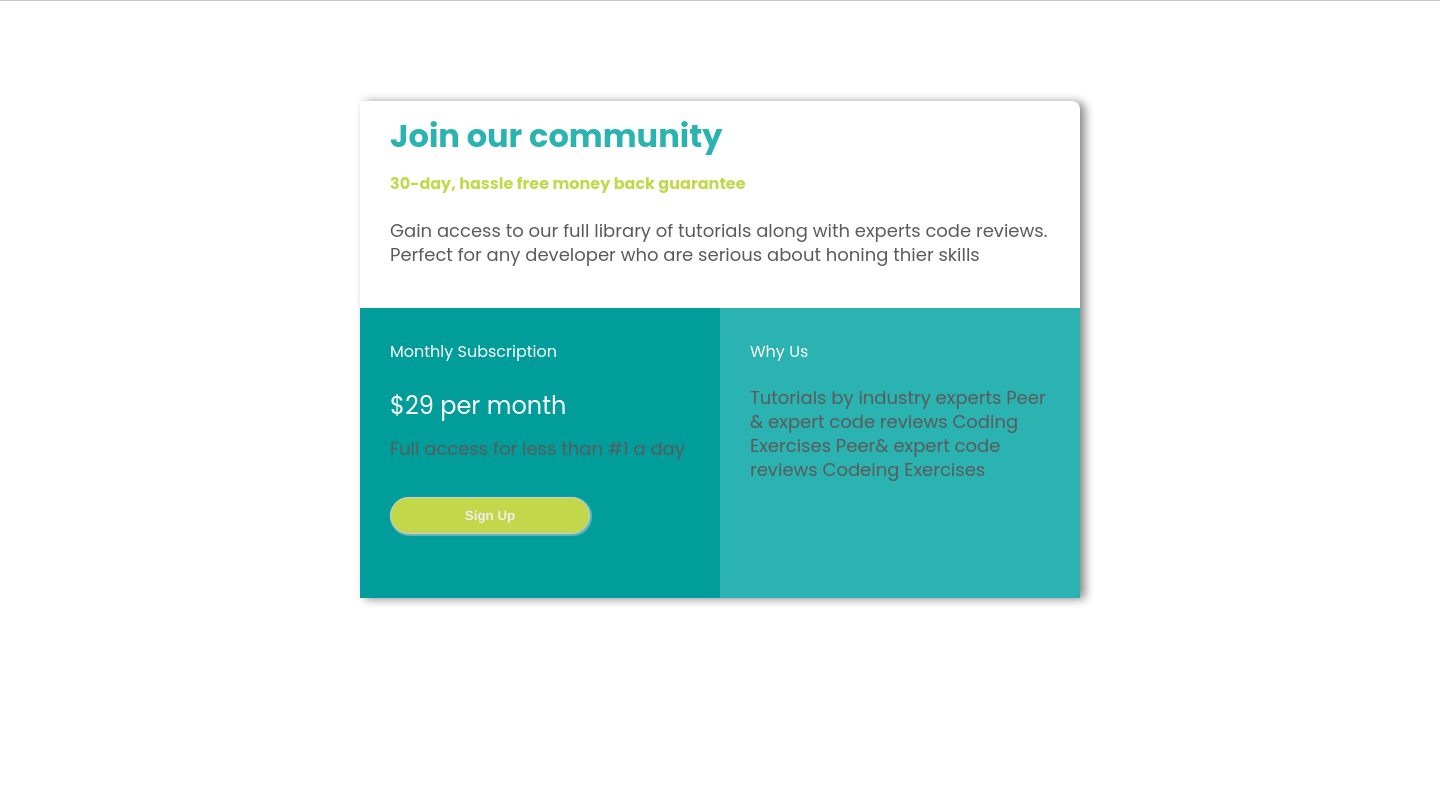 Join our community
30-day, hassle free money back guarantee
Gain access to our full library of tutorials along with experts code reviews.
Perfect for any developer who are serious about honing thier skills
Monthly Subscription
$29 per month
Full access for less than #1 a day
Sign Up
Why Us
Tutorials by industry experts Peer
& expert code reviews Coding
Exercises Peer& expert code
reviews Codeing Exercises